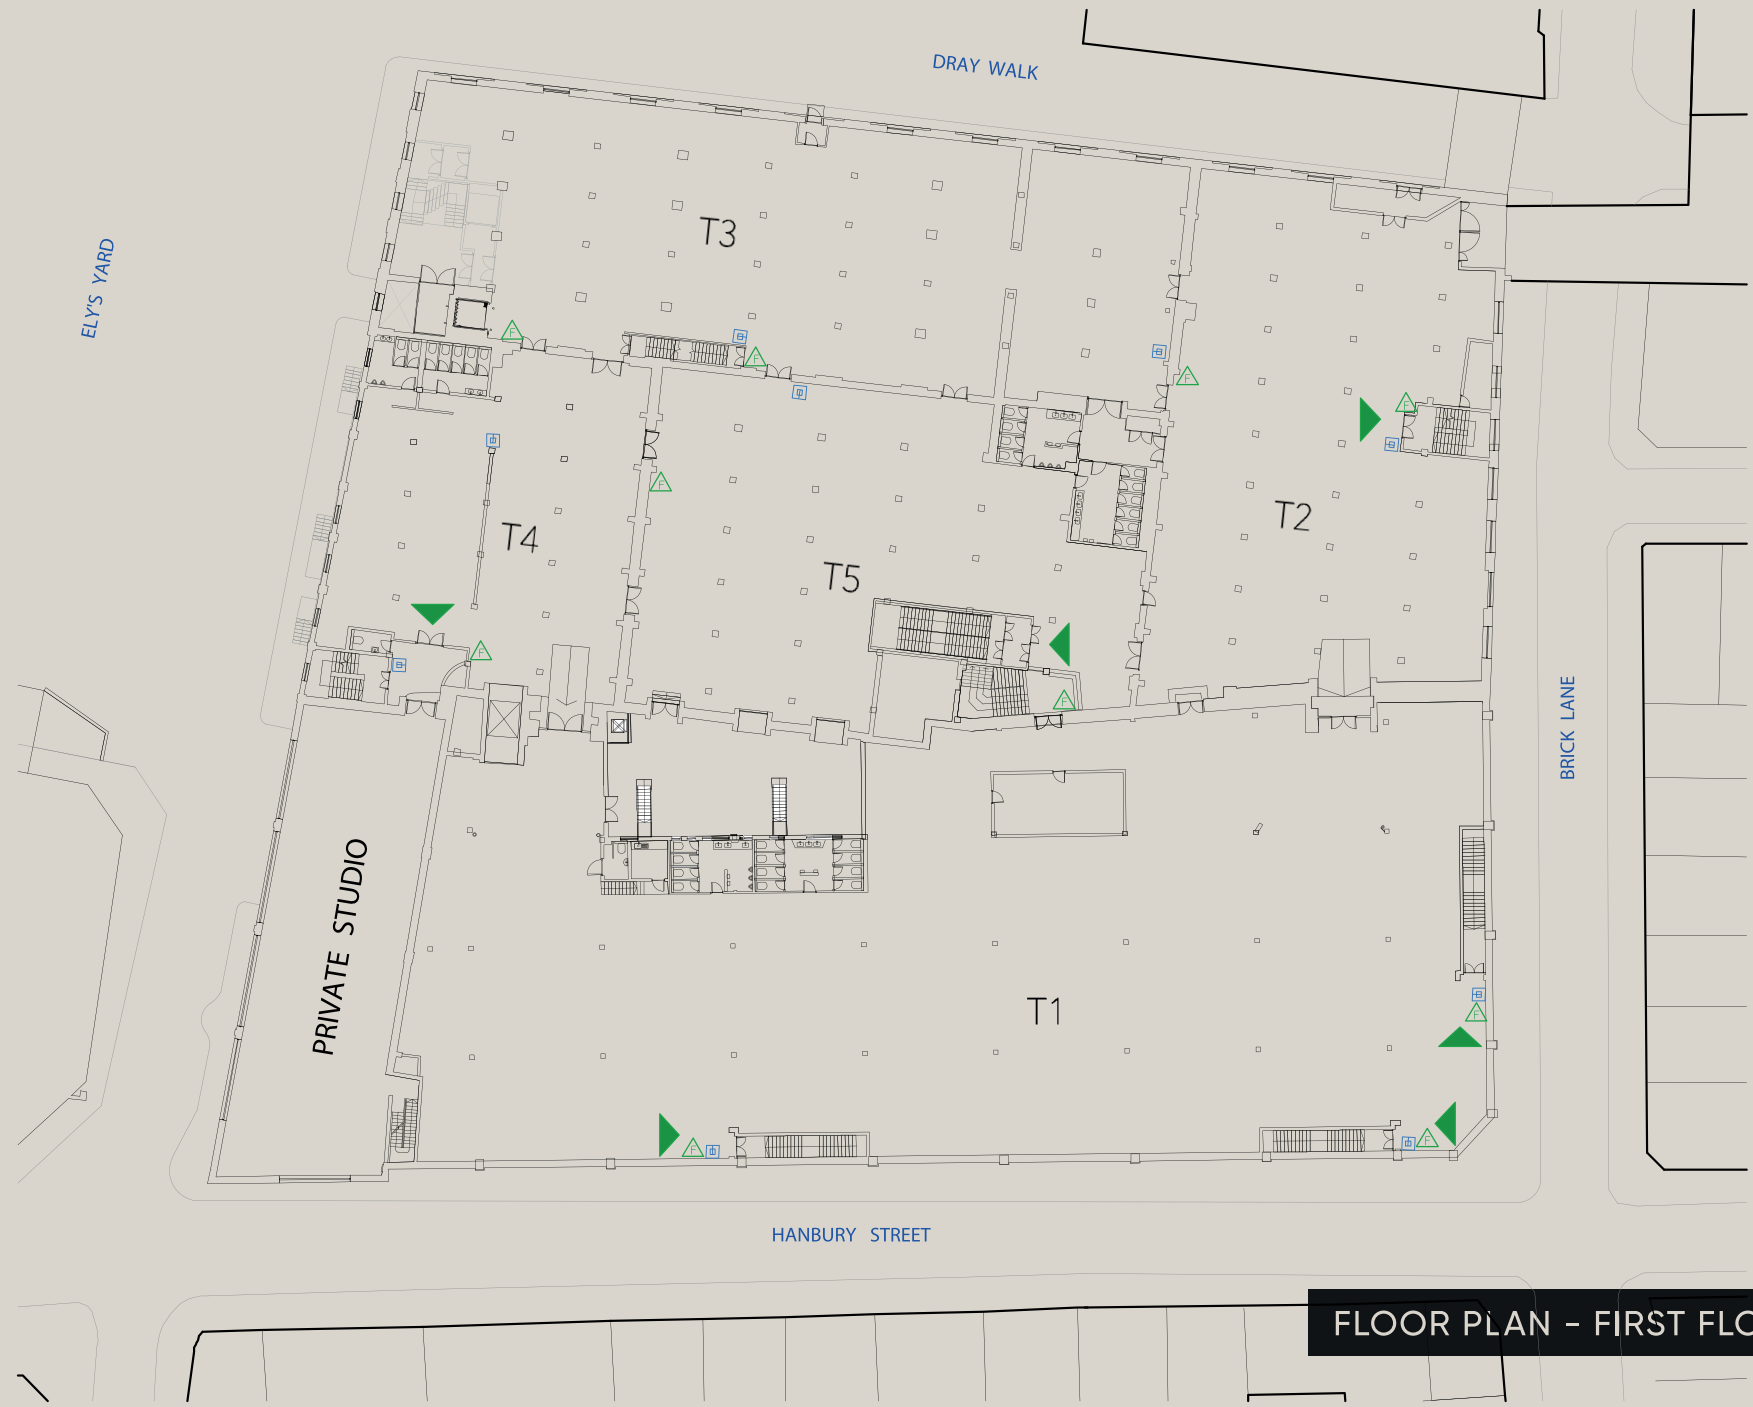 DRAY WALK
ELY'S YARD
T3
T4
T5
T2
BRICK LANE
PRIVATE STUDIO
T1
HANBURY STREET
FLOOR PLAN - FIRST FLO
F
F
F
F
F
F
F
F
F
F